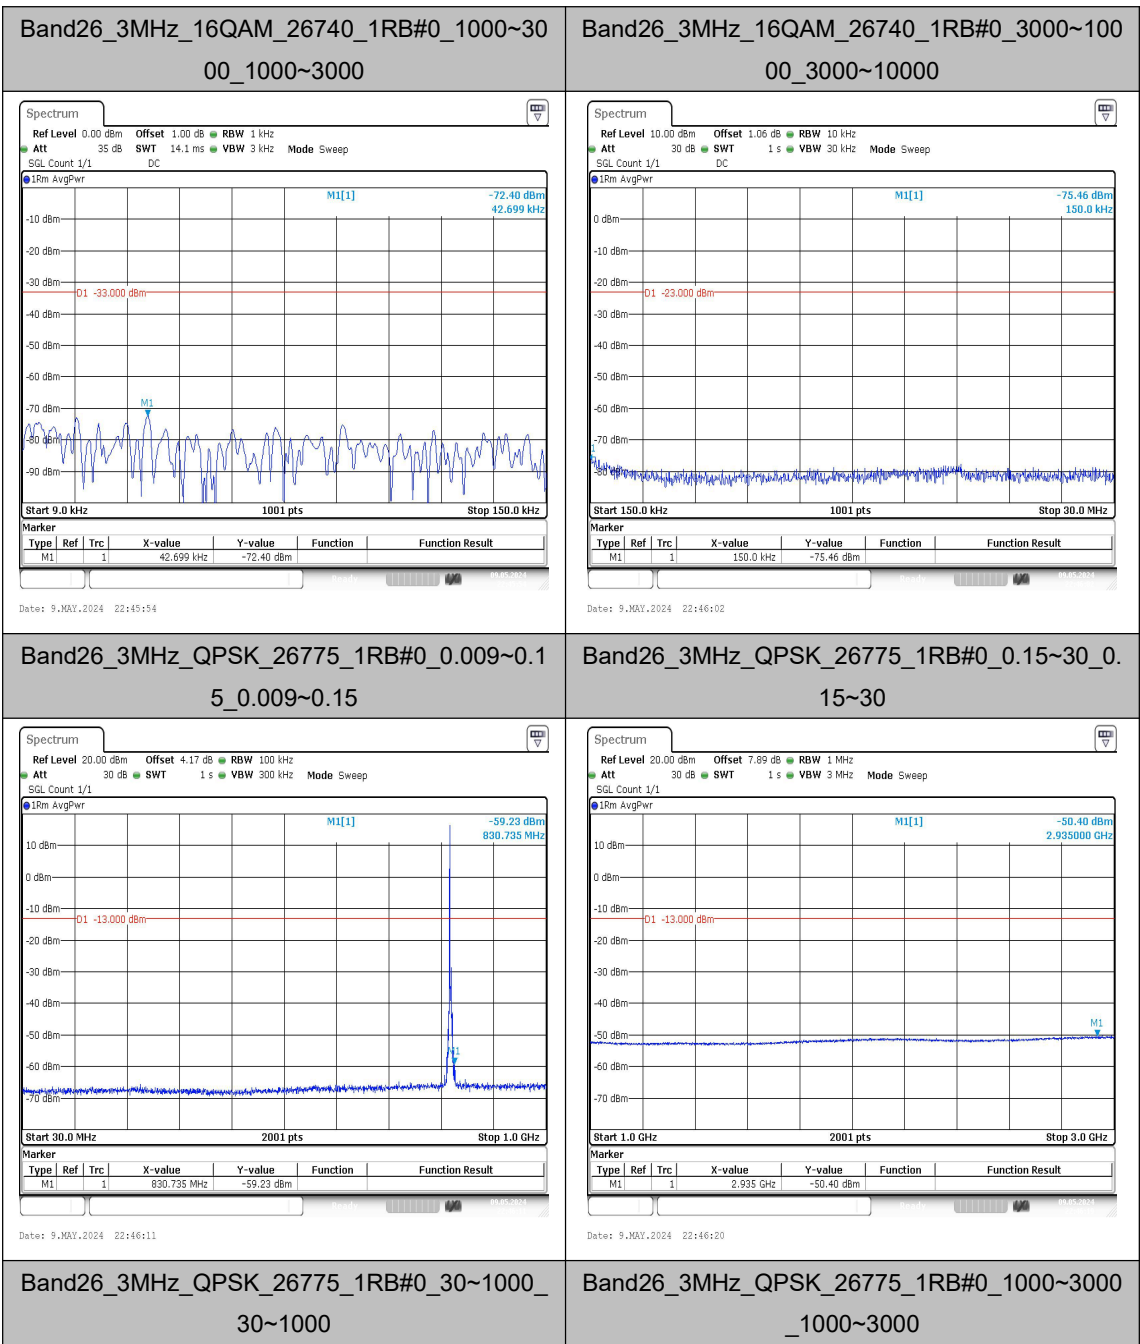 Band26_3MHz_16QAM_26740_1RB#0_1000~30
00_1000~3000
Band26_3MHz_16QAM_26740_1RB#0_3000~100
00_3000~10000
Spectrum
Ref Level 0.00 dBm Offset 1.00 dB RBW 1 kHz
Att 35 dB SWT 14.1 ms VBW 3 kHz Mode Sweep
SGL Count 1/1 DC
1Rm AvgPwr
M1[1] -72.40 dBm
42.699 kHz
-10 dBm
-20 dBm
-30 dBm
D1 -33.000 dBm
-40 dBm
-50 dBm
-60 dBm
-70 dBm
M1
-80 dBm
-90 dBm
Start 9.0 kHz 1001 pts Stop 150.0 kHz
Marker
Type Ref Trc X-value Y-value Function Function Result
M1 1 42.699 kHz -72.40 dBm
09.05.2024
Date: 9.MAY.2024 22:45:54
Spectrum
Ref Level 10.00 dBm Offset 1.06 dB RBW 10 kHz
Att 30 dB SWT 1 s VBW 30 kHz Mode Sweep
SGL Count 1/1 DC
1Rm AvgPwr
M1[1] -75.46 dBm
150.0 kHz
0 dBm
-10 dBm
-20 dBm
D1 -23.000 dBm
-30 dBm
-40 dBm
-50 dBm
-60 dBm
-70 dBm
-80 dBm
Start 150.0 kHz 1001 pts Stop 30.0 MHz
Marker
Type Ref Trc X-value Y-value Function Function Result
M1 1 150.0 kHz -75.46 dBm
09.05.2024
Date: 9.MAY.2024 22:46:02
Band26_3MHz_QPSK_26775_1RB#0_0.009~0.1
5_0.009~0.15
Band26_3MHz_QPSK_26775_1RB#0_0.15~30_0.
15~30
Spectrum
Ref Level 20.00 dBm Offset 4.17 dB RBW 100 kHz
Att 30 dB SWT 1 s VBW 300 kHz Mode Sweep
SGL Count 1/1
1Rm AvgPwr
M1[1] -59.23 dBm
830.735 MHz
10 dBm
0 dBm
-10 dBm
D1 -13.000 dBm
-20 dBm
-30 dBm
-40 dBm
-50 dBm
M1
-60 dBm
-70 dBm
Start 30.0 MHz 2001 pts Stop 1.0 GHz
Marker
Type Ref Trc X-value Y-value Function Function Result
M1 1 830.735 MHz -59.23 dBm
09.05.2024
Date: 9.MAY.2024 22:46:11
Spectrum
Ref Level 20.00 dBm Offset 7.89 dB RBW 1 MHz
Att 30 dB SWT 1 s VBW 3 MHz Mode Sweep
SGL Count 1/1
1Rm AvgPwr
M1[1] -50.40 dBm
2.935000 GHz
10 dBm
0 dBm
-10 dBm
D1 -13.000 dBm
-20 dBm
-30 dBm
-40 dBm
M1
-50 dBm
-60 dBm
-70 dBm
Start 1.0 GHz 2001 pts Stop 3.0 GHz
Marker
Type Ref Trc X-value Y-value Function Function Result
M1 1 2.935 GHz -50.40 dBm
09.05.2024
Date: 9.MAY.2024 22:46:20
Band26_3MHz_QPSK_26775_1RB#0_30~1000_
30~1000
Band26_3MHz_QPSK_26775_1RB#0_1000~3000
_1000~3000